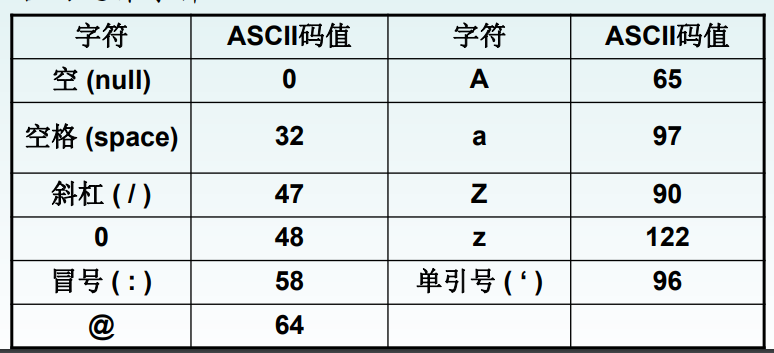 字符 ASCII码值 字符 ASCII码值
空 (null) 0 A 65
空格 (space) 32 a 97
斜杠 ( / ) 47 Z 90
0 48 z 122
冒号 ( : ) 58 单引号 ( ‘ ) 96
@ 64